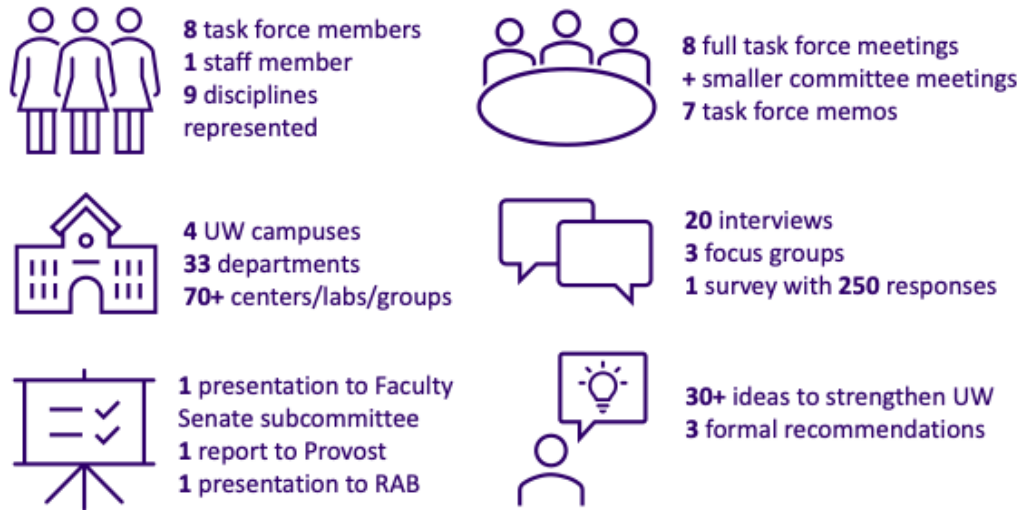 8 task force members
1 staff member
9 disciplines
represented
8 full task force meetings
+ smaller committee meetings
7 task force memos
4 UW campuses
33 departments
70+ centers/labs/groups
20 interviews
3 focus groups
1 survey with 250 responses
1 presentation to Faculty
Senate subcommittee
1 report to Provost
1 presentation to RAB
30+ ideas to strengthen UW
3 formal recommendations